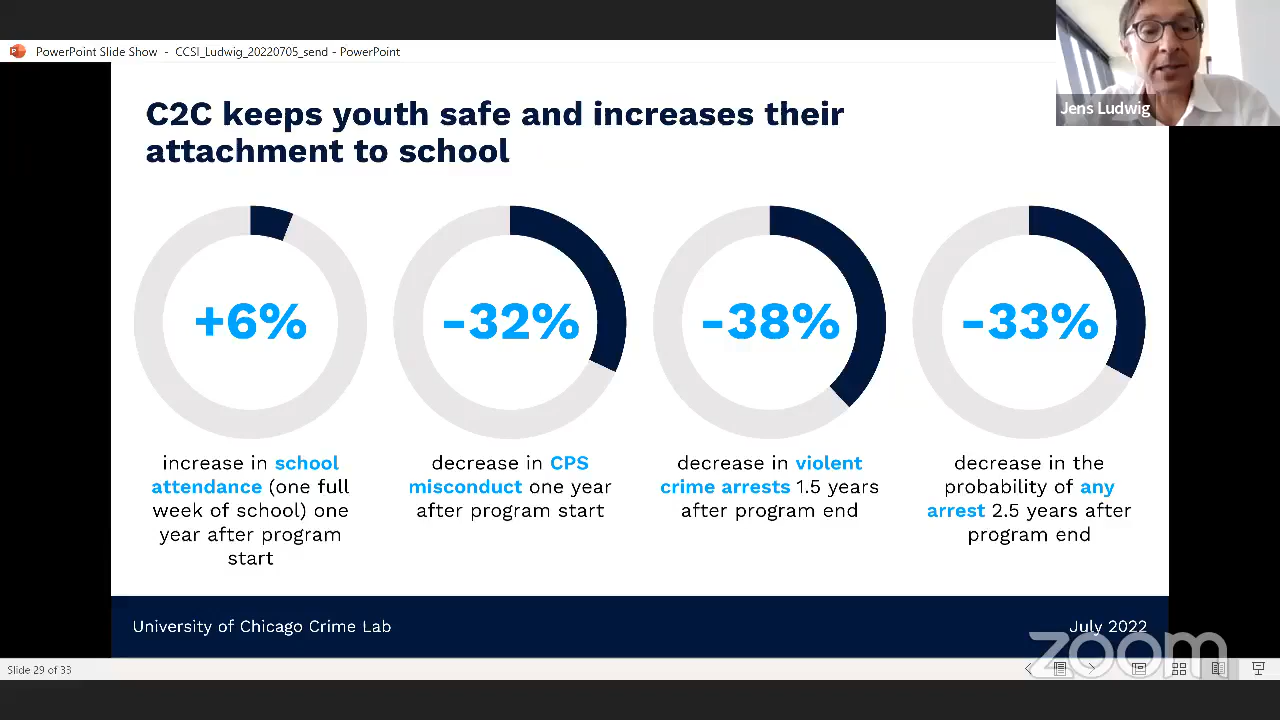 PowerPoint Slide Show - CCSI_Ludwig_20220705_send - PowerPoint
Jens Ludwig
C2C keeps youth safe and increases their
attachment to school
+6%
increase in school
attendance (one full
week of school) one
year after program
start
-32%
decrease in CPS
misconduct one year
after program start
-38%
decrease in violent
crime arrests 1.5 years
after program end
-33%
decrease in the
probability of any
arrest 2.5 years after
program end
University of Chicago Crime Lab
July 2022
zoom
Slide 29 of 33